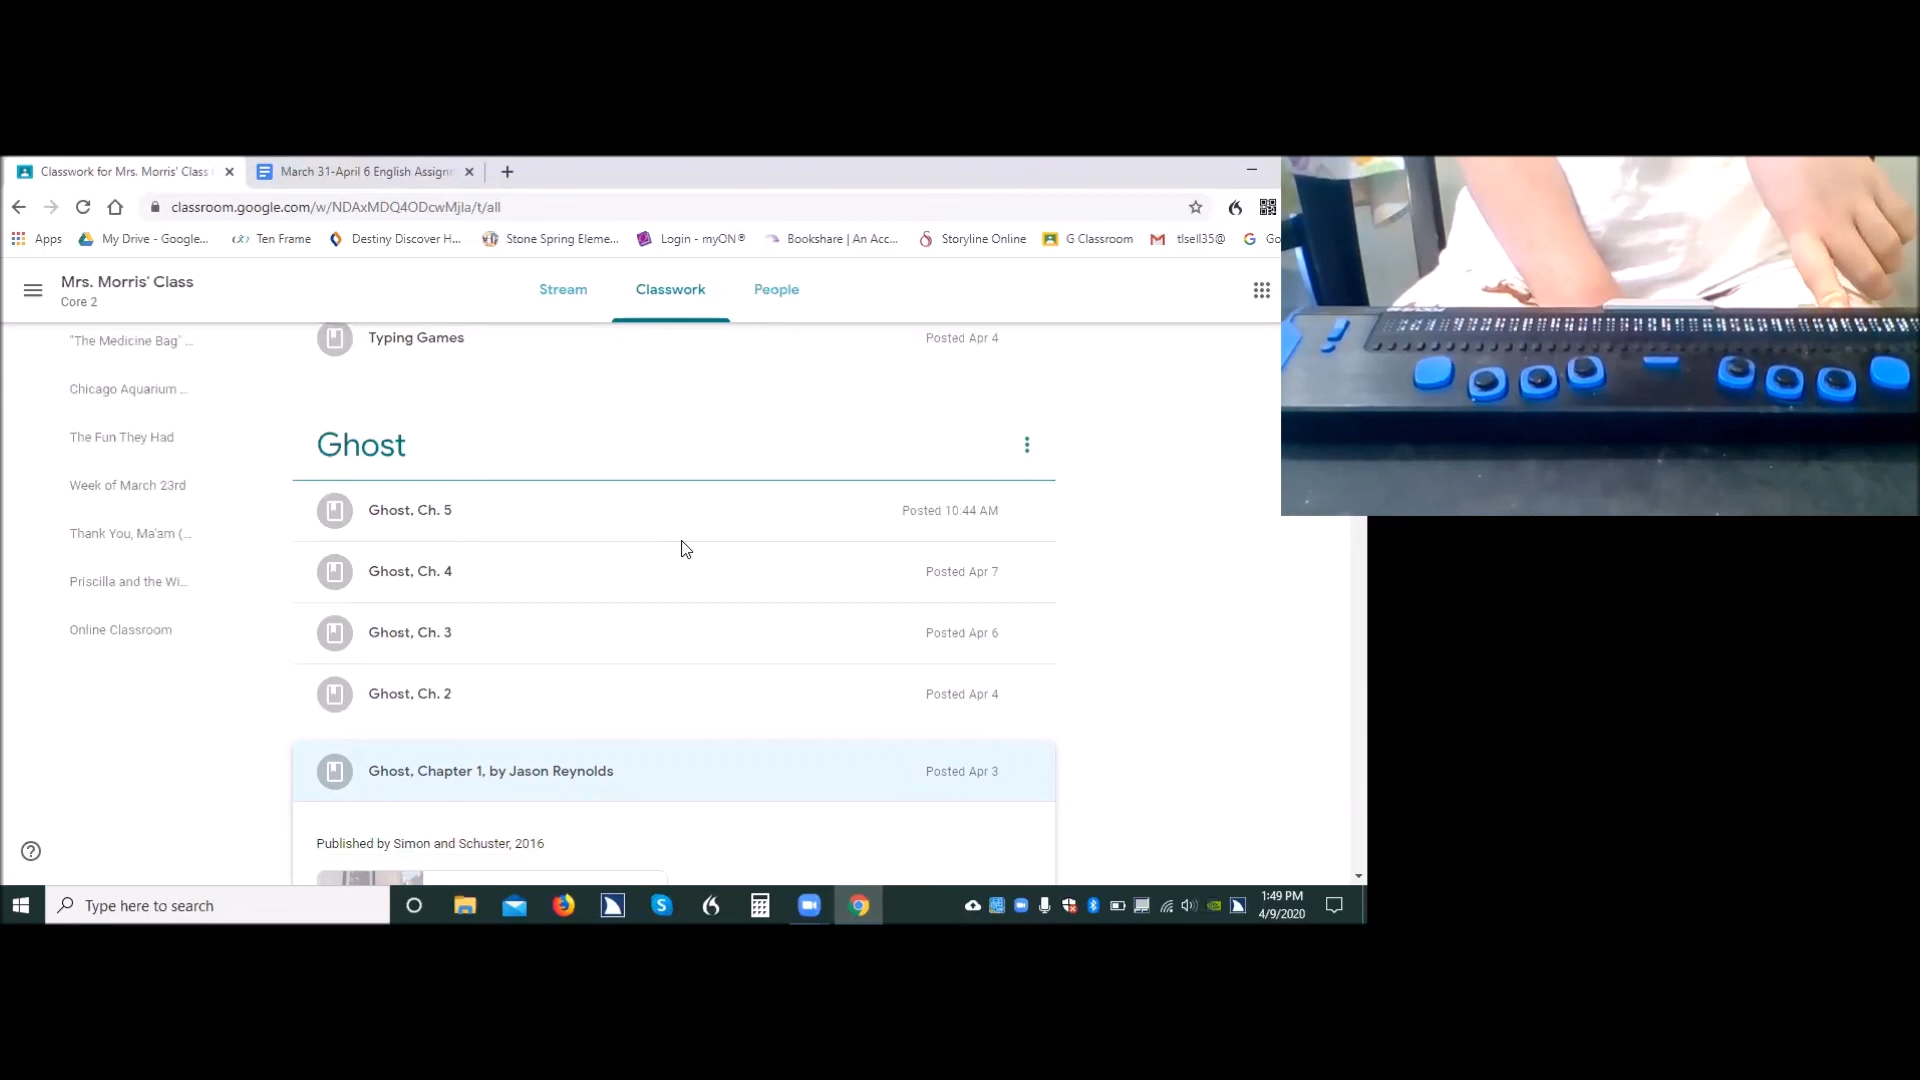 Classwork for Mrs. Morris' Class
March 31-April 6 English Assignm
classroom.google.com/w/NDAxMDQ4ODcwMjIa/t/all
Apps
My Drive - Google...
Ten Frame
Destiny Discover H...
Stone Spring Eleme...
Login - myON®
Bookshare | An Acc...
Storyline Online
G Classroom
tlsell35@
Go
Mrs. Morris' Class
Core 2
Stream
Classwork
People
"The Medicine Bag" ...
Chicago Aquarium ...
The Fun They Had
Week of March 23rd
Thank You, Ma'am (...
Priscilla and the Wi...
Online Classroom
Typing Games
Posted Apr 4
Ghost
Ghost, Ch. 5
Posted 10:44 AM
Ghost, Ch. 4
Posted Apr 7
Ghost, Ch. 3
Posted Apr 6
Ghost, Ch. 2
Posted Apr 4
Ghost, Chapter 1, by Jason Reynolds
Posted Apr 3
Published by Simon and Schuster, 2016
Type here to search
1:49 PM
4/9/2020